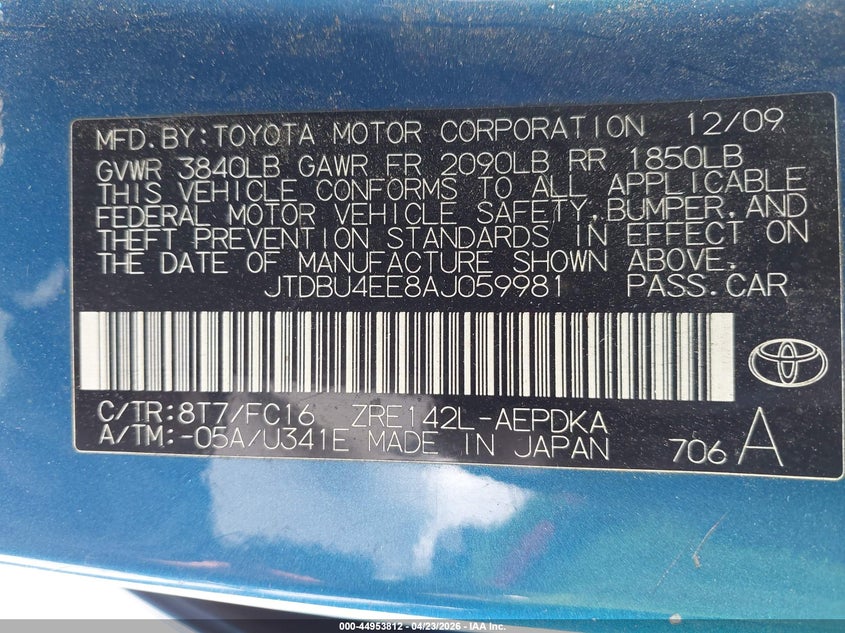 MFD.BY:TOYOTA MOTOR CORPORATION 12/09
GVWR 3840LB GAWR FR 2090LB RR 1850LB
THIS VEHICLE CONFORMS TO ALL APPLICABLE
FEDERAL MOTOR VEHICLE SAFETY,BUMPER,AND
THEFT PREVENTION STANDARDS IN EFFECT ON
THE DATE OF MANUFACTURE SHOWN ABOVE.
JTDBU4EE8AJ059981 PASS.CAR
C/TR:8T7/FC16 ZRE142L-AEPDKA
A/TM:-05A/U341E MADE IN JAPAN 706 A
000-44953812 - 04/23/2026 - IAA Inc.